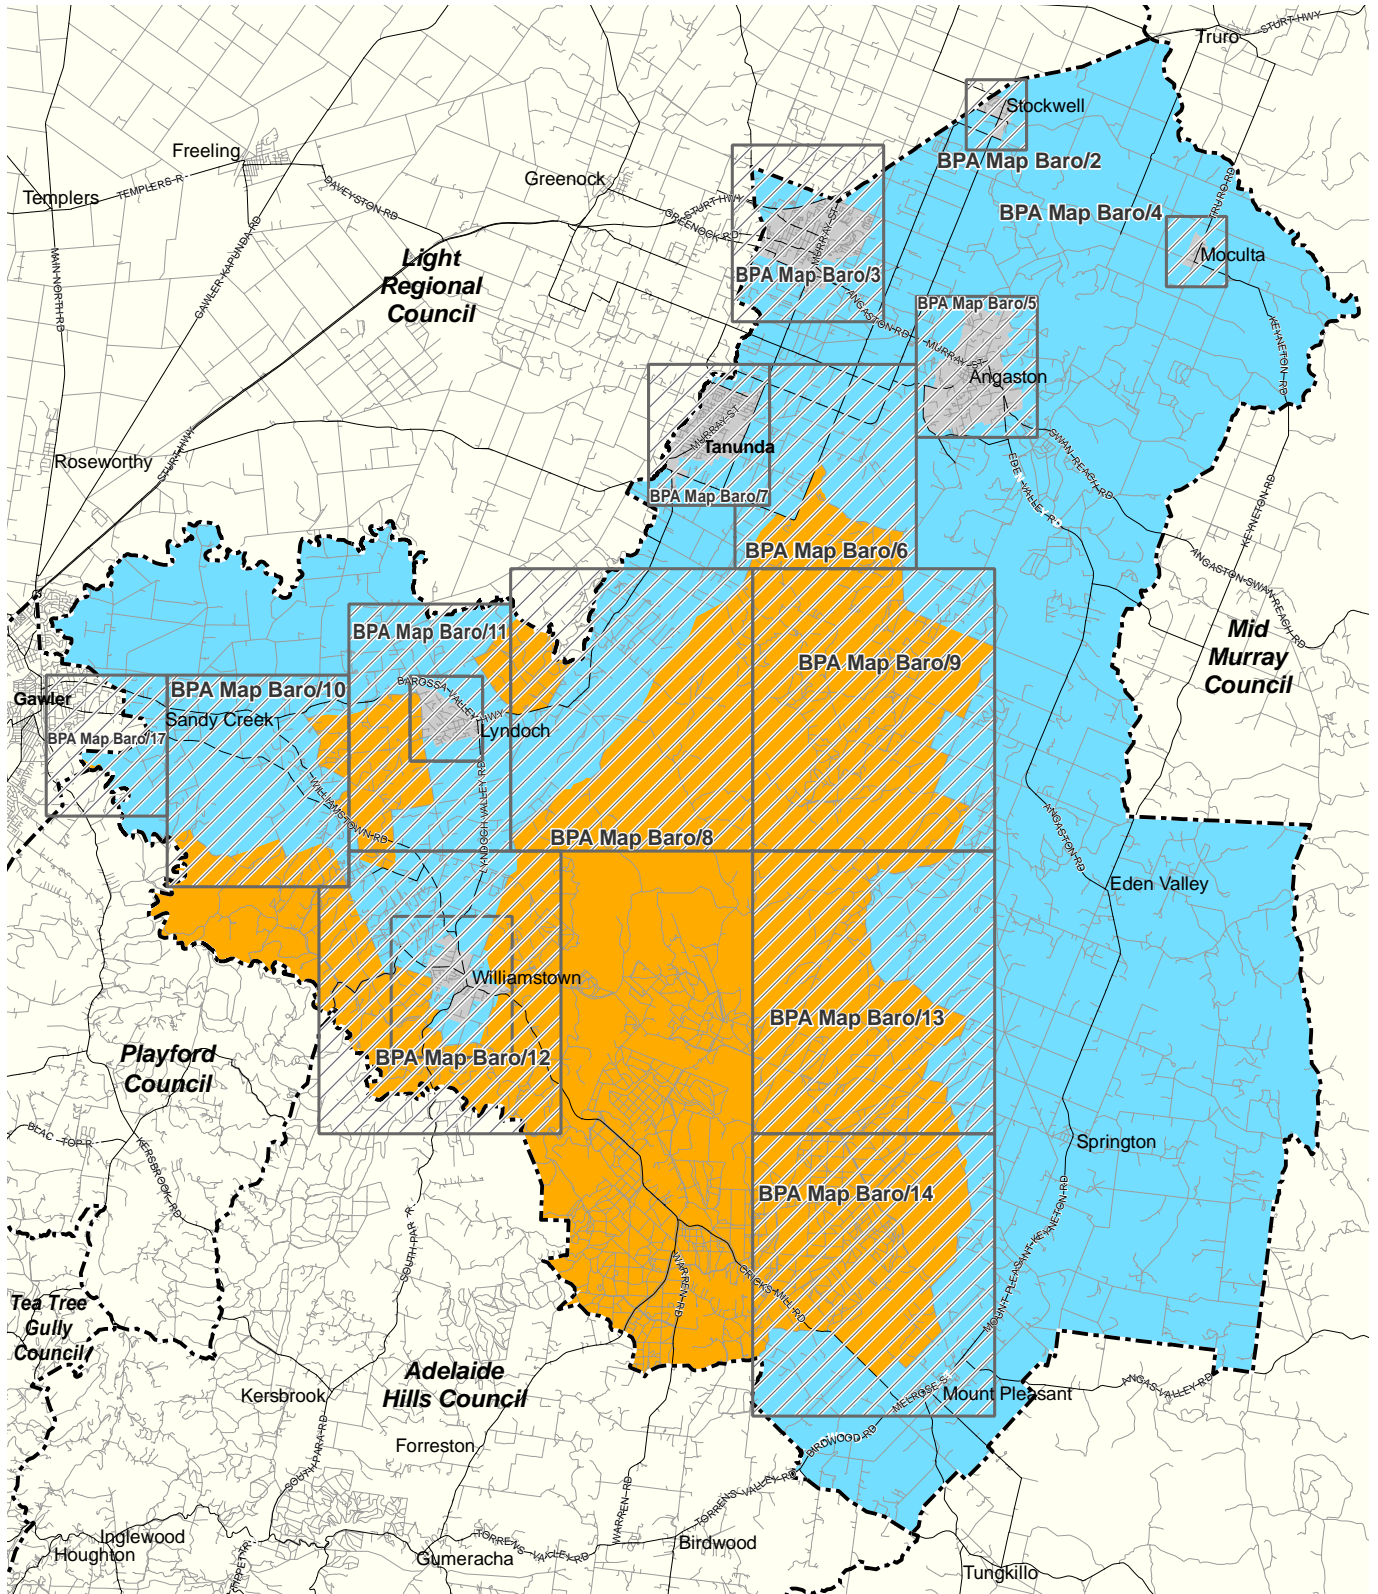 Truro
STURT HWY
Stockwell
BPA Map Baro/2
Freeling
TEMPLERS R
Templers
DAVEYSTON RD
Greenock
STURT HWY
GREENOCK RD
MURRAY ST
BPA Map Baro/3
BPA Map Baro/4
TRURO RD
Moculta
MAIN NORTH RD
GAWLER-KAPUNDA RD
Light
Regional
Council
ANGASTON RD
MURRAY
BPA Map Baro/5
Angaston
KEYNETON RD
STURT HWY
Roseworthy
MURRAY ST
Tanunda
BPA Map Baro/7
SWAN REACH RD
EDEN VALLEY RD
KEYNETON RD
BPA Map Baro/6
ANGASTON-SWAN REACH RD
BPA Map Baro/11
BPA Map Baro/9
Mid
Murray
Council
BAROSSA VALLEY HWY
BPA Map Baro/10
Gawler
Sandy Creek
Lyndoch
BPA Map Baro/17
WILLIAMSTOWN RD
LYNDOCH VALLEY RD
BPA Map Baro/8
ANGASTON RD
Eden Valley
Williamstown
BPA Map Baro/13
BPA Map Baro/12
Playford
Council
BLAC TOP R
KERSBROOK RD
Springton
BPA Map Baro/14
SOUTH PAR R
WARREN RD
CRICKS MILL RD
MOUNT PLEASANT-KEYNETON RD
Tea Tree
Gully
Council
Adelaide
Hills Council
Kersbrook
MELROSE S
Mount Pleasant
ANGAS VALLEY RD
Forreston
SOUTH PARA RD
BIRDWOOD RD
TORRENS VALLEY RD
WARREN RD
Inglewood
Houghton
TORRENS VALLEY RD
Gumeracha
Birdwood
Tungkillo